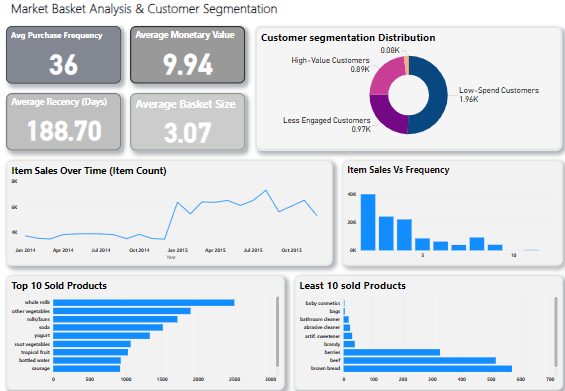 Market Basket Analysis & Customer Segmentation
Avg Purchase Frequency
36
Average Monetary Value
9.94
Average Recency (Days)
188.70
Average Basket Size
3.07
Customer segmentation Distribution
0.08K
High-Value Customers
0.89K
Low-Spend Customers
1.96K
Less Engaged Customers
0.97K
Item Sales Over Time (Item Count)
8K
6K
4K
Jan 2014 Apr 2014 Jul 2014 Oct 2014 Jan 2015 Apr 2015 Jul 2015 Oct 2015
Year
Item Sales Vs Frequency
40K
20K
0K
5 10
Top 10 Sold Products
whole milk
other vegetables
rolls/buns
soda
yogurt
root vegetables
tropical fruit
bottled water
sausage
0 500 1000 1500 2000 2500 3000
Least 10 sold Products
baby cosmetics
bags
bathroom cleaner
abrasive cleaner
artif. sweetener
brandy
berries
beef
brown bread
0 100 200 300 400 500 600 700